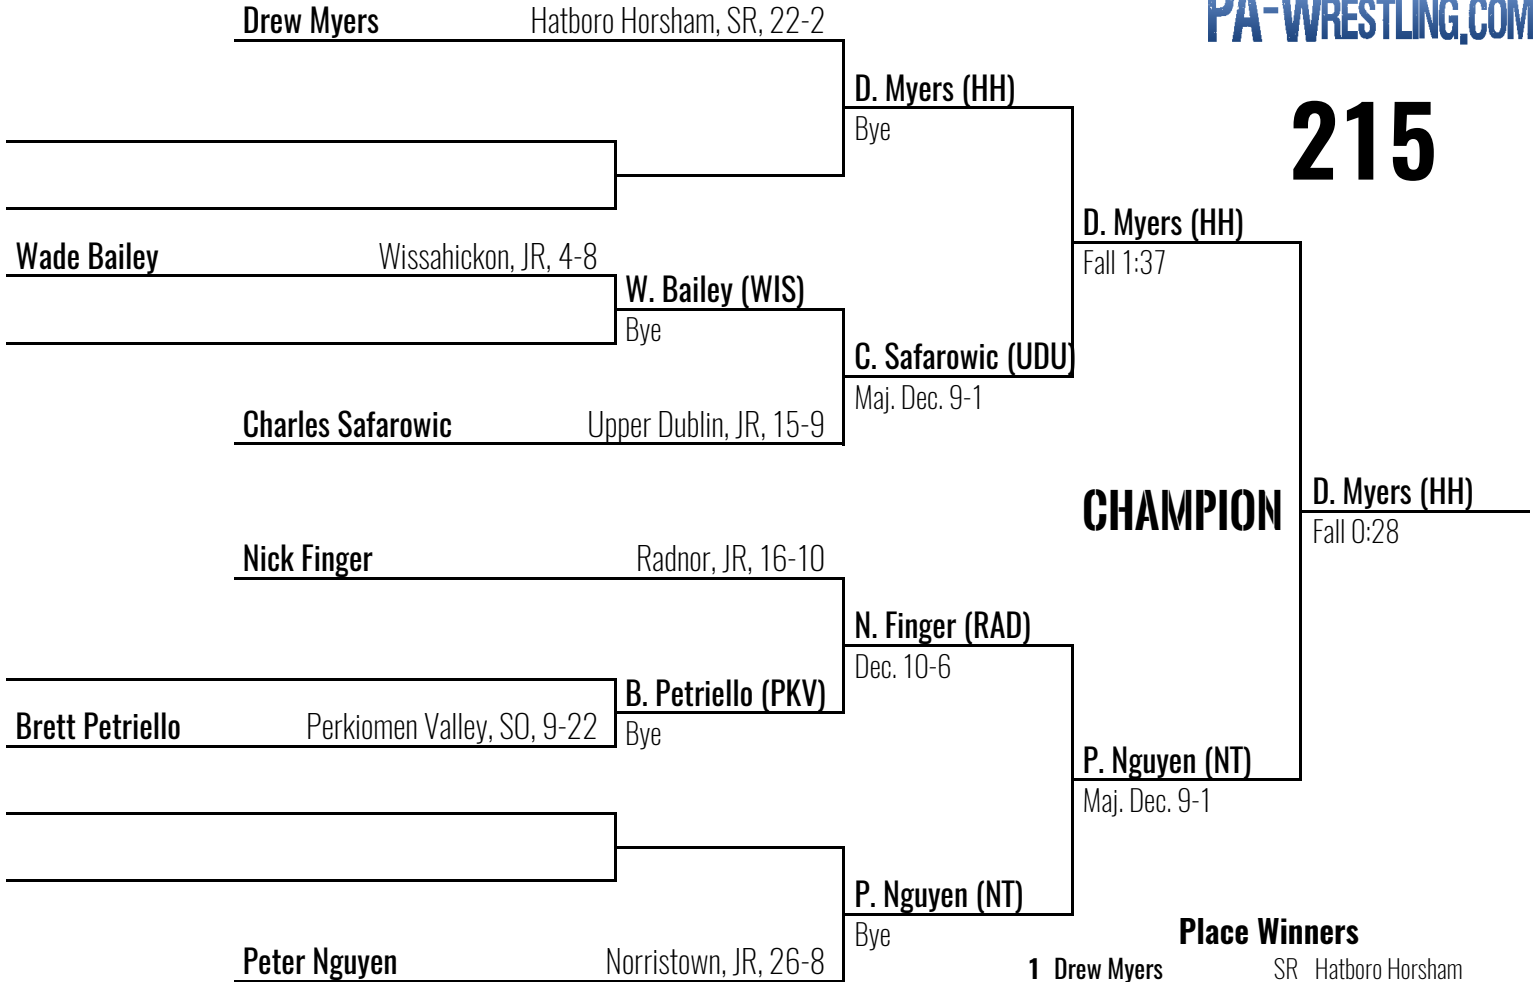 PA-WRESTLING.COM
215
Drew Myers Hatboro Horsham, SR, 22-2
D. Myers (HH)
Bye
Wade Bailey Wissahickon, JR, 4-8
W. Bailey (WIS)
Bye
D. Myers (HH)
Fall 1:37
C. Safarowic (UDU)
Maj. Dec. 9-1
Charles Safarowic Upper Dublin, JR, 15-9
CHAMPION
D. Myers (HH)
Fall 0:28
Nick Finger Radnor, JR, 16-10
N. Finger (RAD)
Dec. 10-6
B. Petriello (PKV)
Bye
Brett Petriello Perkiomen Valley, SO, 9-22
P. Nguyen (NT)
Maj. Dec. 9-1
P. Nguyen (NT)
Bye
Peter Nguyen Norristown, JR, 26-8
Place Winners
1 Drew Myers SR Hatboro Horsham